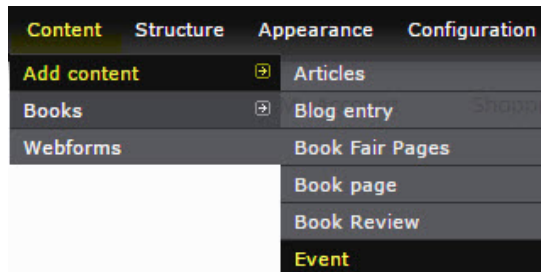 Content Structure Appearance Configuration
Add content
Books
Webforms
Articles
Blog entry
Book Fair Pages
Book page
Book Review
Event